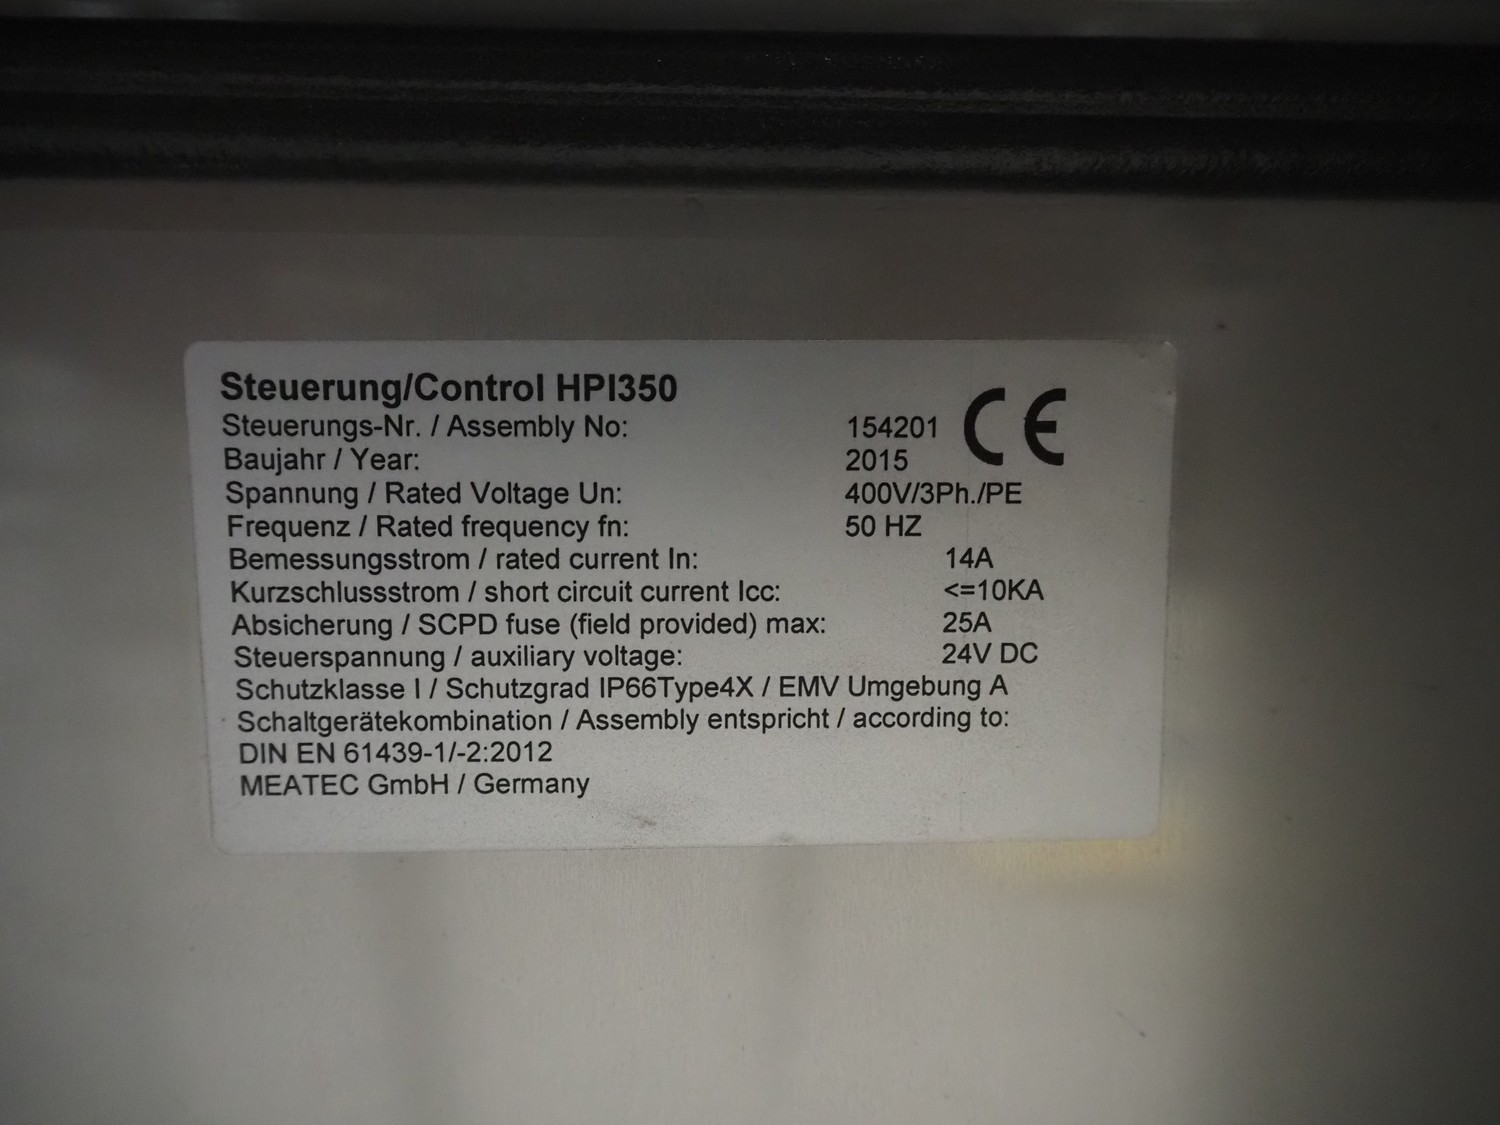 Steuerung/Control HPI350
Steuerungs-Nr. / Assembly No: 154201 CE
Baujahr / Year: 2015
Spannung / Rated Voltage Un: 400V/3Ph./PE
Frequenz / Rated frequency fn: 50 HZ
Bemessungsstrom / rated current In: 14A
Kurzschlussstrom / short circuit current Icc: <=10KA
Absicherung / SCPD fuse (field provided) max: 25A
Steuerspannung / auxiliary voltage: 24V DC
Schutzklasse I / Schutzgrad IP66Type4X / EMV Umgebung A
Schaltgerätekombination / Assembly entspricht / according to:
DIN EN 61439-1/-2:2012
MEATEC GmbH / Germany